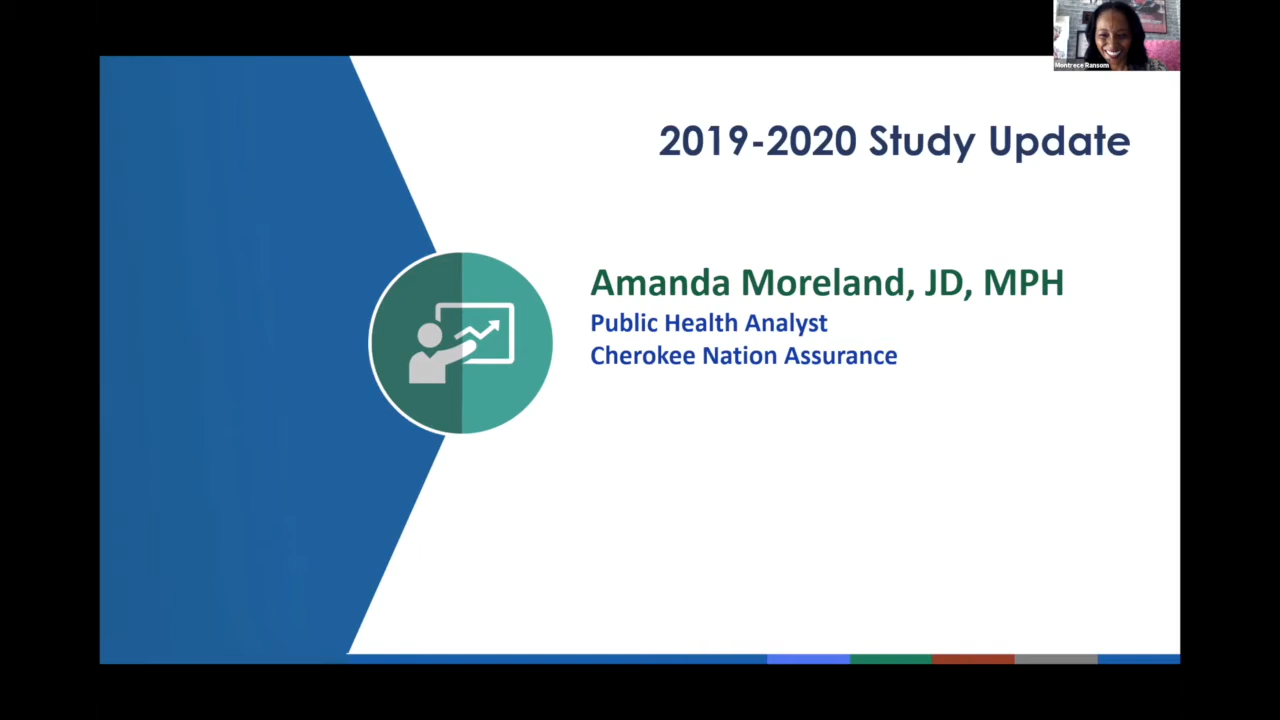 Montrece Ransom
2019-2020 Study Update
Amanda Moreland, JD, MPH
Public Health Analyst
Cherokee Nation Assurance